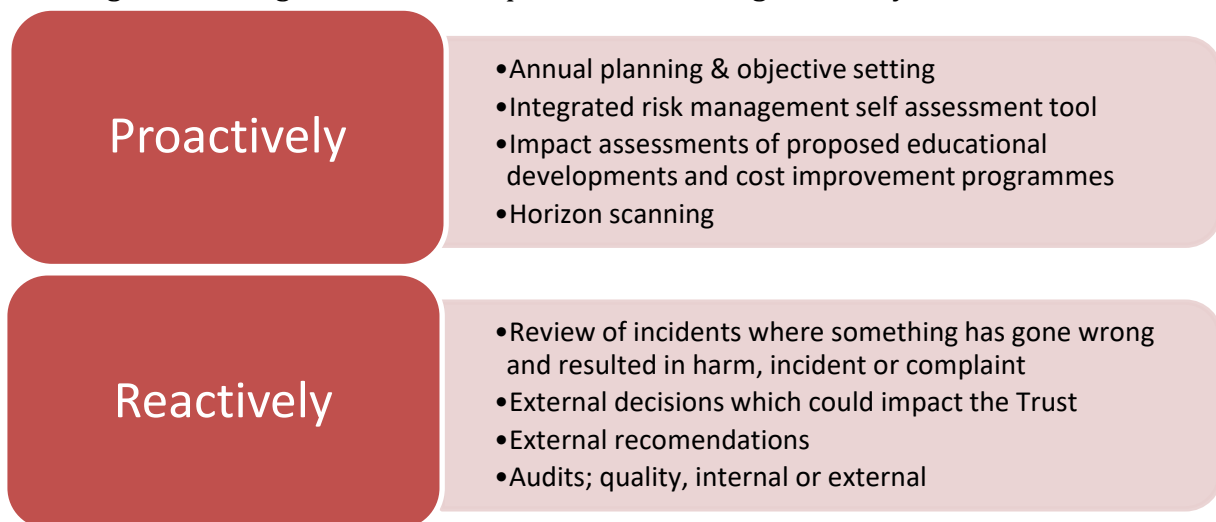 Proactively
•Annual planning & objective setting
•Integrated risk management self assessment tool
•Impact assessments of proposed educational
developments and cost improvement programmes
•Horizon scanning
Reactively
•Review of incidents where something has gone wrong
and resulted in harm, incident or complaint
•External decisions which could impact the Trust
•External recomendations
•Audits; quality, internal or external